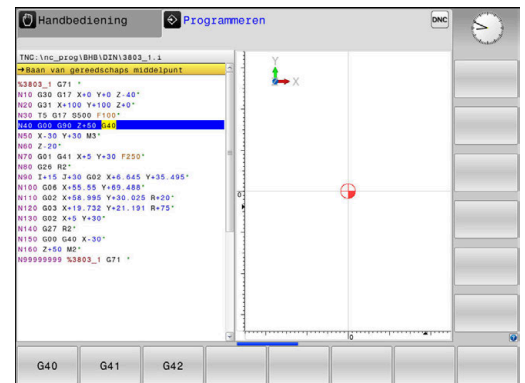 Handbediening
Programmeren
DNC
TNC:\nc_prog\BHB\DIN\3803_1.i
→Baan van gereedschaps middelpunt
%3803_1 G71 *
N10 G30 G17 X+0 Y+0 Z-40*
N20 G31 X+100 Y+100 Z+0*
N30 T5 G17 S500 F100*
N40 G00 G90 Z+50 G40
N50 X-30 Y+30 M3*
N60 Z-20*
N70 G01 G41 X+5 Y+30 F250*
N80 G26 R2*
N90 I+15 J+30 G02 X+6.645 Y+35.495*
N100 G06 X+55.55 Y+69.488*
N110 G02 X+58.995 Y+30.025 R+20*
N120 G03 X+19.732 Y+21.191 R+75*
N130 G02 X+5 Y+30*
N140 G27 R2*
N150 G00 G40 X-30*
N160 Z+50 M2*
N99999999 %3803_1 G71 *
Y
X
0
0
G40
G41
G42